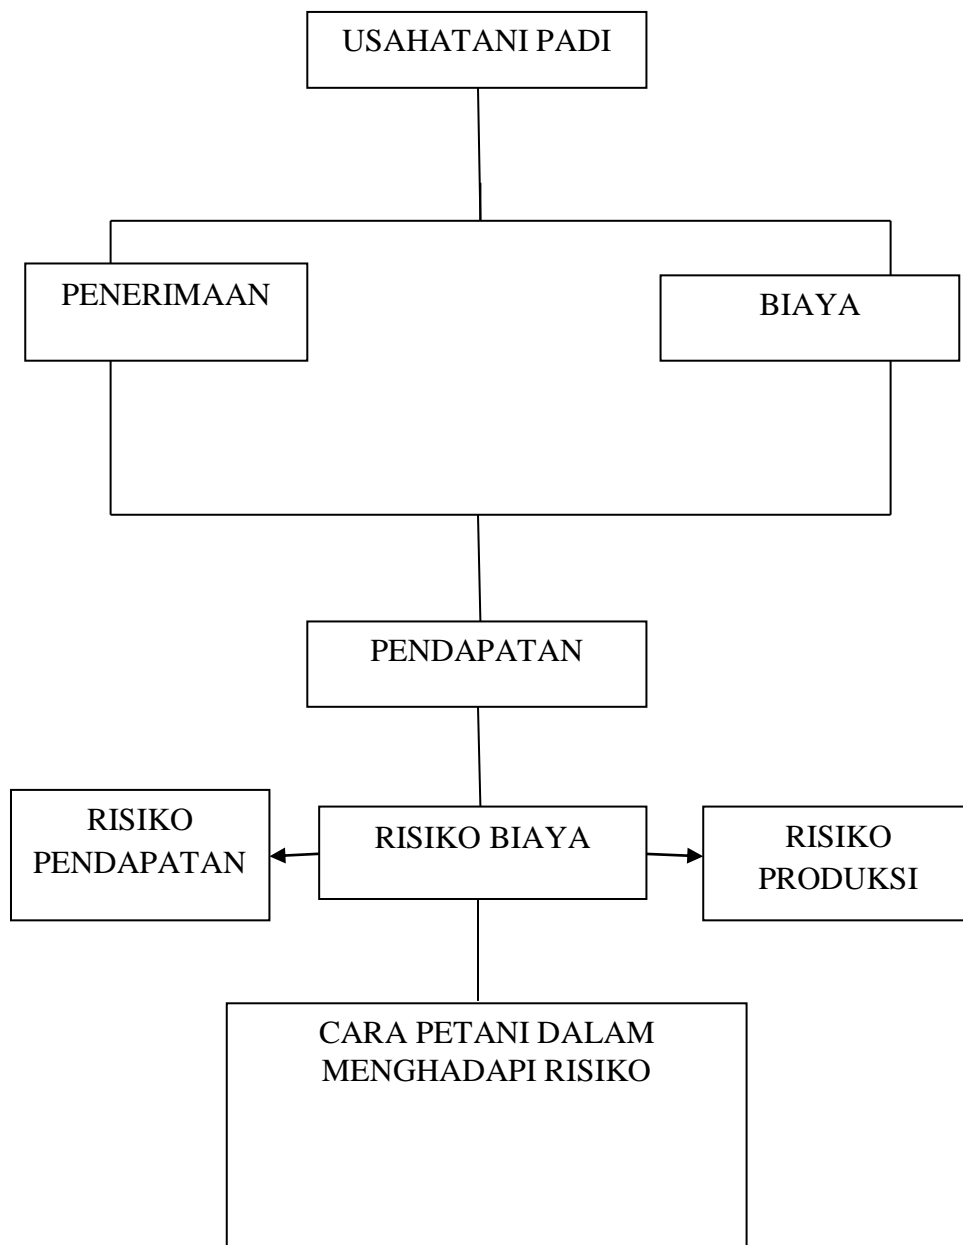 USAHATANI PADI
PENERIMAAN
BIAYA
PENDAPATAN
RISIKO
PENDAPATAN
RISIKO BIAYA
RISIKO
PRODUKSI
CARA PETANI DALAM
MENGHADAPI RISIKO